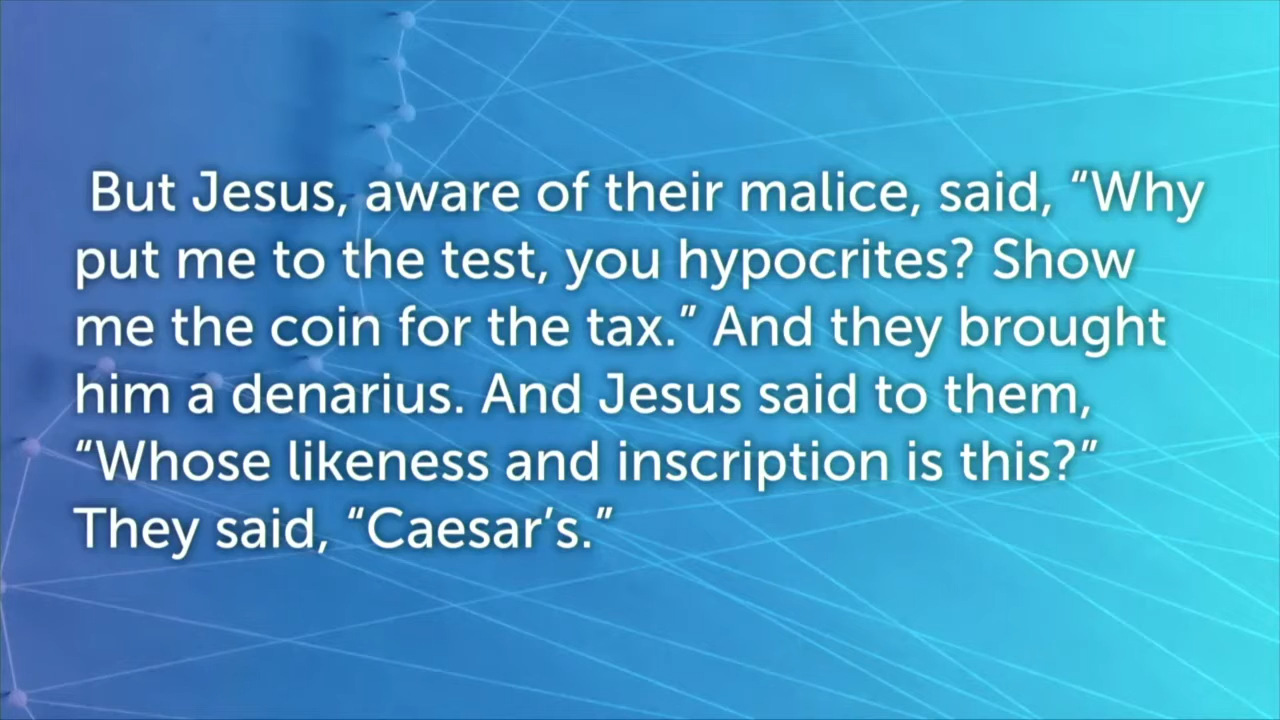 But Jesus, aware of their malice, said, “Why
put me to the test, you hypocrites? Show
me the coin for the tax.” And they brought
him a denarius. And Jesus said to them,
“Whose likeness and inscription is this?”
They said, “Caesar’s.”